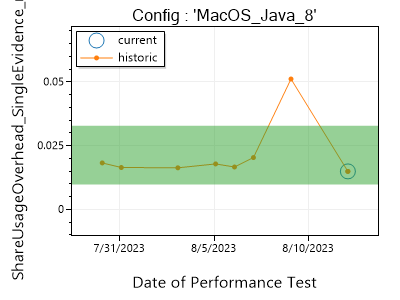 Config : 'MacOS_Java_8'
current
historic
ShareUsageOverhead_SingleEvidence_
0.05
0.025
0
7/31/2023
8/5/2023
8/10/2023
Date of Performance Test